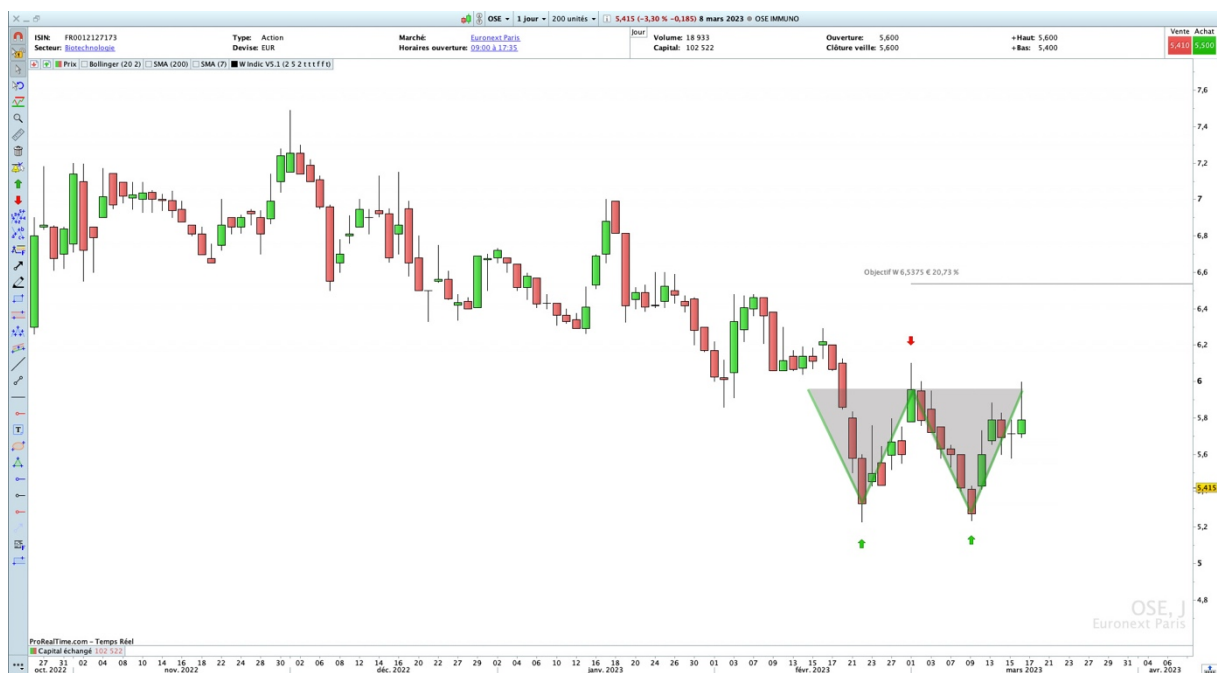 OSE 1 jour 200 unités 5,415 (-3,30 % -0,185) 8 mars 2023 OSE IMMUNO
ISIN: FR0012127173 Type: Action Marché: Euronext Paris Jour Volume: 18 933 Ouverture: 5,600 +Haut: 5,600 Vente Achat
Secteur: Biotechnologie Devise: EUR Horaires ouverture: 09:00 à 17:35 Capital: 102 522 Clôture veille: 5,600 +Bas: 5,400 5,410 5,500
Prix Bollinger (20 2) SMA (200) SMA (7) W Indic V5.1 (2 5 2 t t t f f t)
7,6
7,4
7,2
7
6,8
6,6
Objectif W 6,5375 € 20,73 %
6,4
6,2
6
5,8
5,6
5,415
5,2
5
4,8
OSE, J
Euronext Paris
ProRealTime.com - Temps Réel
Capital échangé 102 522
27 31 02 04 08 10 14 16 18 22 24 28 30 02 06 08 12 14 16 20 22 26 28 30 02 04 06 10 12 16 18 20 24 26 30 01 03 07 09 13 15 17 21 23 27 01 03 07 09 13 15 17 21 23 27 29 31 04 06
oct. 2022 nov. 2022 déc. 2022 janv. 2023 févr. 2023 mars 2023 avr. 2023